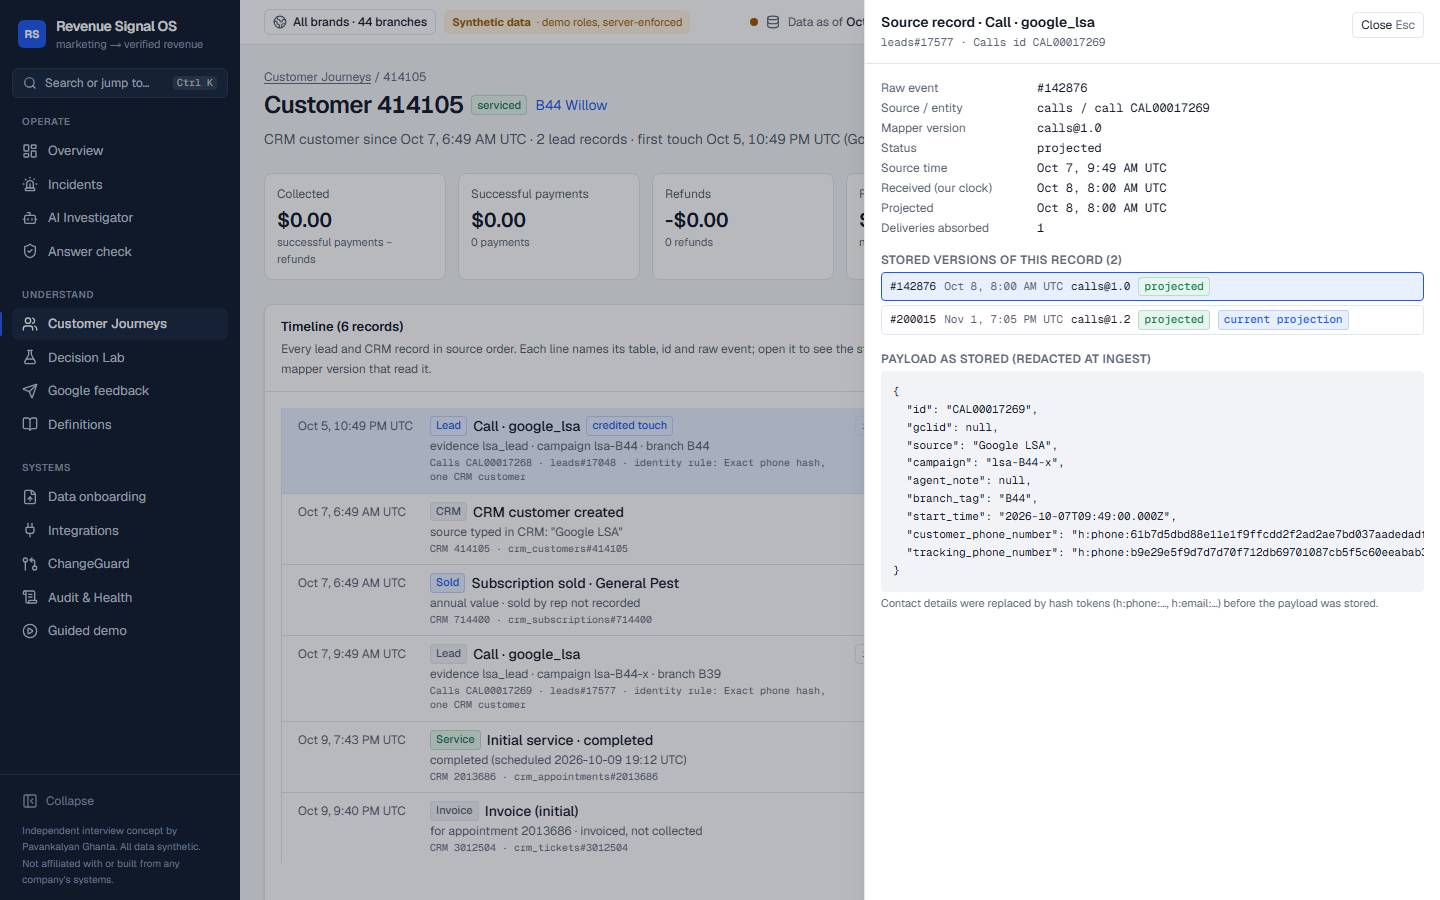 RS
Revenue Signal OS
marketing → verified revenue
Search or jump to... Ctrl K
OPERATE
Overview
Incidents
AI Investigator
Answer check
UNDERSTAND
Customer Journeys
Decision Lab
Google feedback
Definitions
SYSTEMS
Data onboarding
Integrations
ChangeGuard
Audit & Health
Guided demo
Collapse
Independent interview concept by
Pavankalyan Ghanta. All data synthetic.
Not affiliated with or built from any
company's systems.
All brands · 44 branches
Synthetic data · demo roles, server-enforced
Data as of Oct
Customer Journeys / 414105
Customer 414105 serviced B44 Willow
CRM customer since Oct 7, 6:49 AM UTC · 2 lead records · first touch Oct 5, 10:49 PM UTC (Go
Collected
$0.00
successful payments −
refunds
Successful payments
$0.00
0 payments
Refunds
-$0.00
0 refunds
Timeline (6 records)
Every lead and CRM record in source order. Each line names its table, id and raw event; open it to see the s
mapper version that read it.
Oct 5, 10:49 PM UTC Lead Call · google_lsa credited touch
evidence lsa_lead · campaign lsa-B44 · branch B44
Calls CAL00017268 · leads#17048 · identity rule: Exact phone hash,
one CRM customer
Oct 7, 6:49 AM UTC CRM CRM customer created
source typed in CRM: "Google LSA"
CRM 414105 · crm_customers#414105
Oct 7, 6:49 AM UTC Sold Subscription sold · General Pest
annual value · sold by rep not recorded
CRM 714400 · crm_subscriptions#714400
Oct 7, 9:49 AM UTC Lead Call · google_lsa
evidence lsa_lead · campaign lsa-B44-x · branch B39
Calls CAL00017269 · leads#17577 · identity rule: Exact phone hash,
one CRM customer
Oct 9, 7:43 PM UTC Service Initial service · completed
completed (scheduled 2026-10-09 19:12 UTC)
CRM 2013686 · crm_appointments#2013686
Oct 9, 9:40 PM UTC Invoice Invoice (initial)
for appointment 2013686 · invoiced, not collected
CRM 3012504 · crm_tickets#3012504
Source record · Call · google_lsa
leads#17577 · Calls id CAL00017269
Close Esc
Raw event #142876
Source / entity calls / call CAL00017269
Mapper version calls@1.0
Status projected
Source time Oct 7, 9:49 AM UTC
Received (our clock) Oct 8, 8:00 AM UTC
Projected Oct 8, 8:00 AM UTC
Deliveries absorbed 1
STORED VERSIONS OF THIS RECORD (2)
#142876 Oct 8, 8:00 AM UTC calls@1.0 projected
#200015 Nov 1, 7:05 PM UTC calls@1.2 projected current projection
PAYLOAD AS STORED (REDACTED AT INGEST)
{
"id": "CAL00017269",
"gclid": null,
"source": "Google LSA",
"campaign": "lsa-B44-x",
"agent_note": null,
"branch_tag": "B44",
"start_time": "2026-10-07T09:49:00.000Z",
"customer_phone_number": "h:phone:61b7d5dbd88e11e1f9ffcdd2f2ad2ae7bd037aadedadf
"tracking_phone_number": "h:phone:b9e29e5f9d7d7d70f712db69701087cb5f5c60eeabab3
}
Contact details were replaced by hash tokens (h:phone:…, h:email:…) before the payload was stored.